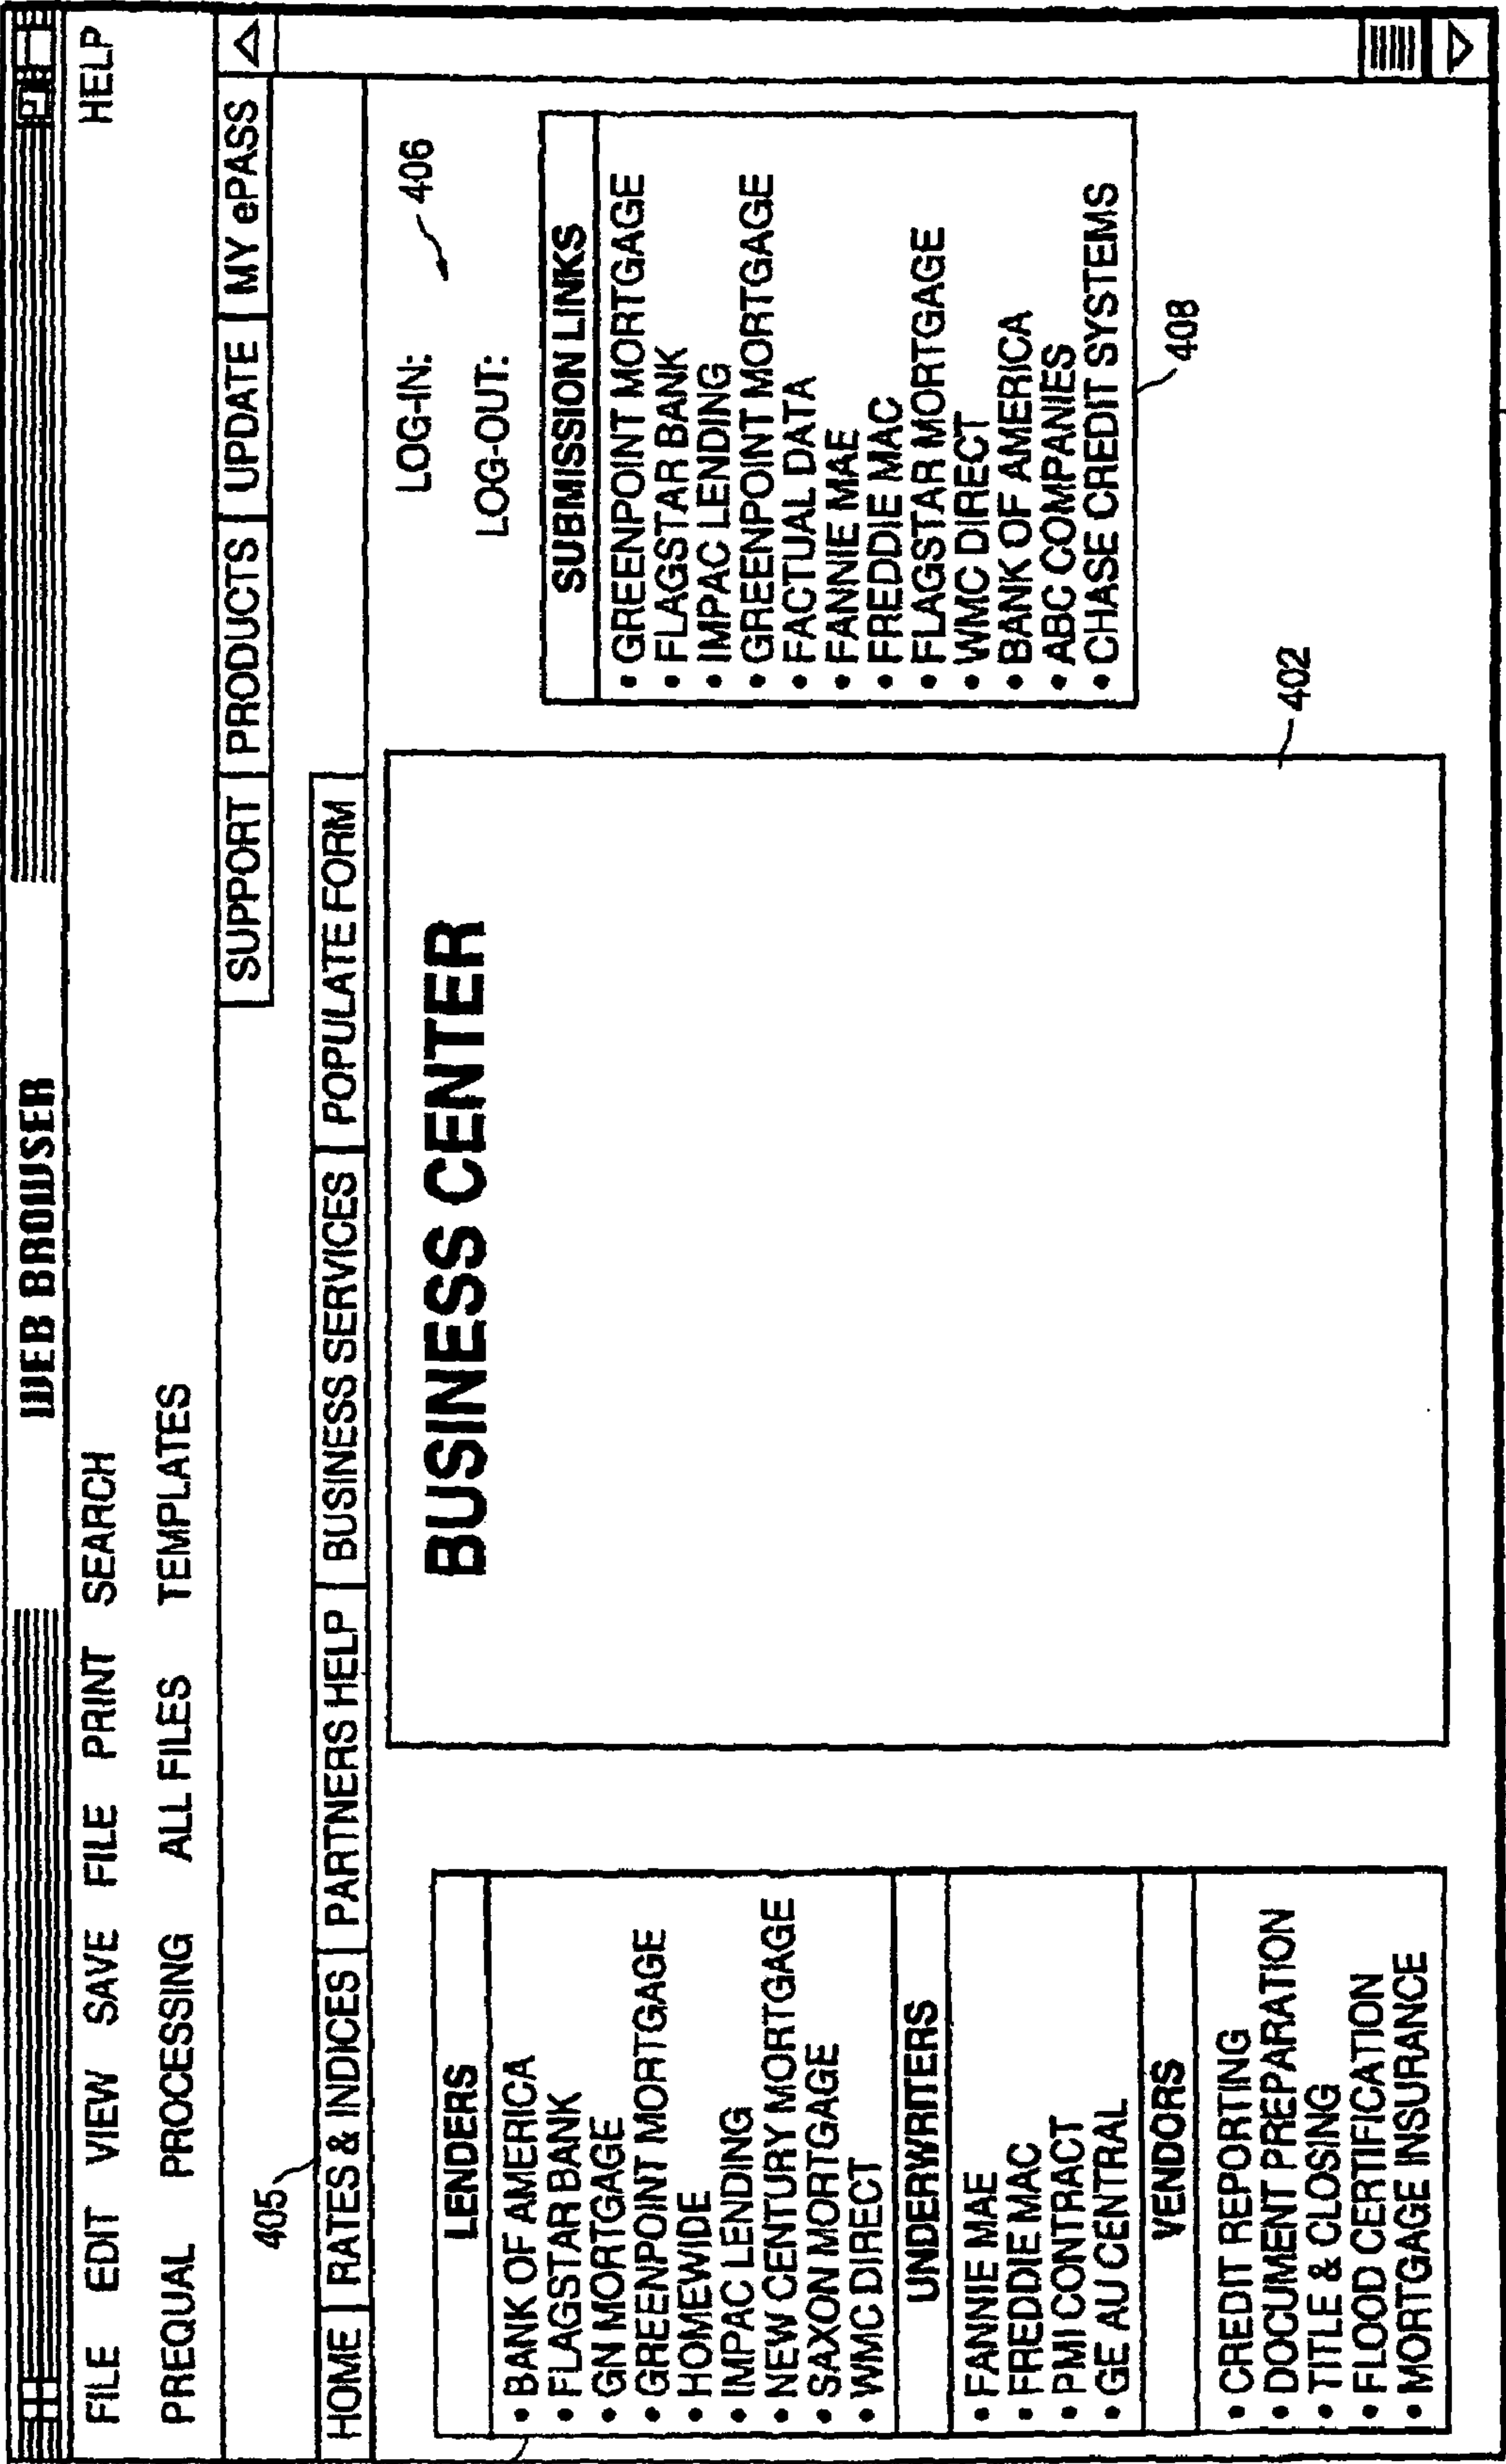 WEB BROWSER
FILE EDIT VIEW SAVE FILE PRINT SEARCH HELP
PREQUAL PROCESSING ALL FILES TEMPLATES
SUPPORT PRODUCTS UPDATE MY ePASS
405
HOME RATES & INDICES PARTNERS HELP BUSINESS SERVICES POPULATE FORM
LENDERS
• BANK OF AMERICA
• FLAGSTAR BANK
• GN MORTGAGE
• GREENPOINT MORTGAGE
• HOMEWIDE
• IMPAC LENDING
• NEW CENTURY MORTGAGE
• SAXON MORTGAGE
• WMC DIRECT
UNDERWRITERS
• FANNIE MAE
• FREDDIE MAC
• PMI CONTRACT
• GE AU CENTRAL
VENDORS
• CREDIT REPORTING
• DOCUMENT PREPARATION
• TITLE & CLOSING
• FLOOD CERTIFICATION
• MORTGAGE INSURANCE
BUSINESS CENTER
402
LOG-IN:
406
LOG-OUT:
SUBMISSION LINKS
• GREENPOINT MORTGAGE
• FLAGSTAR BANK
• IMPAC LENDING
• GREENPOINT MORTGAGE
• FACTUAL DATA
• FANNIE MAE
• FREDDIE MAC
• FLAGSTAR MORTGAGE
• WMC DIRECT
• BANK OF AMERICA
• ABC COMPANIES
• CHASE CREDIT SYSTEMS
408